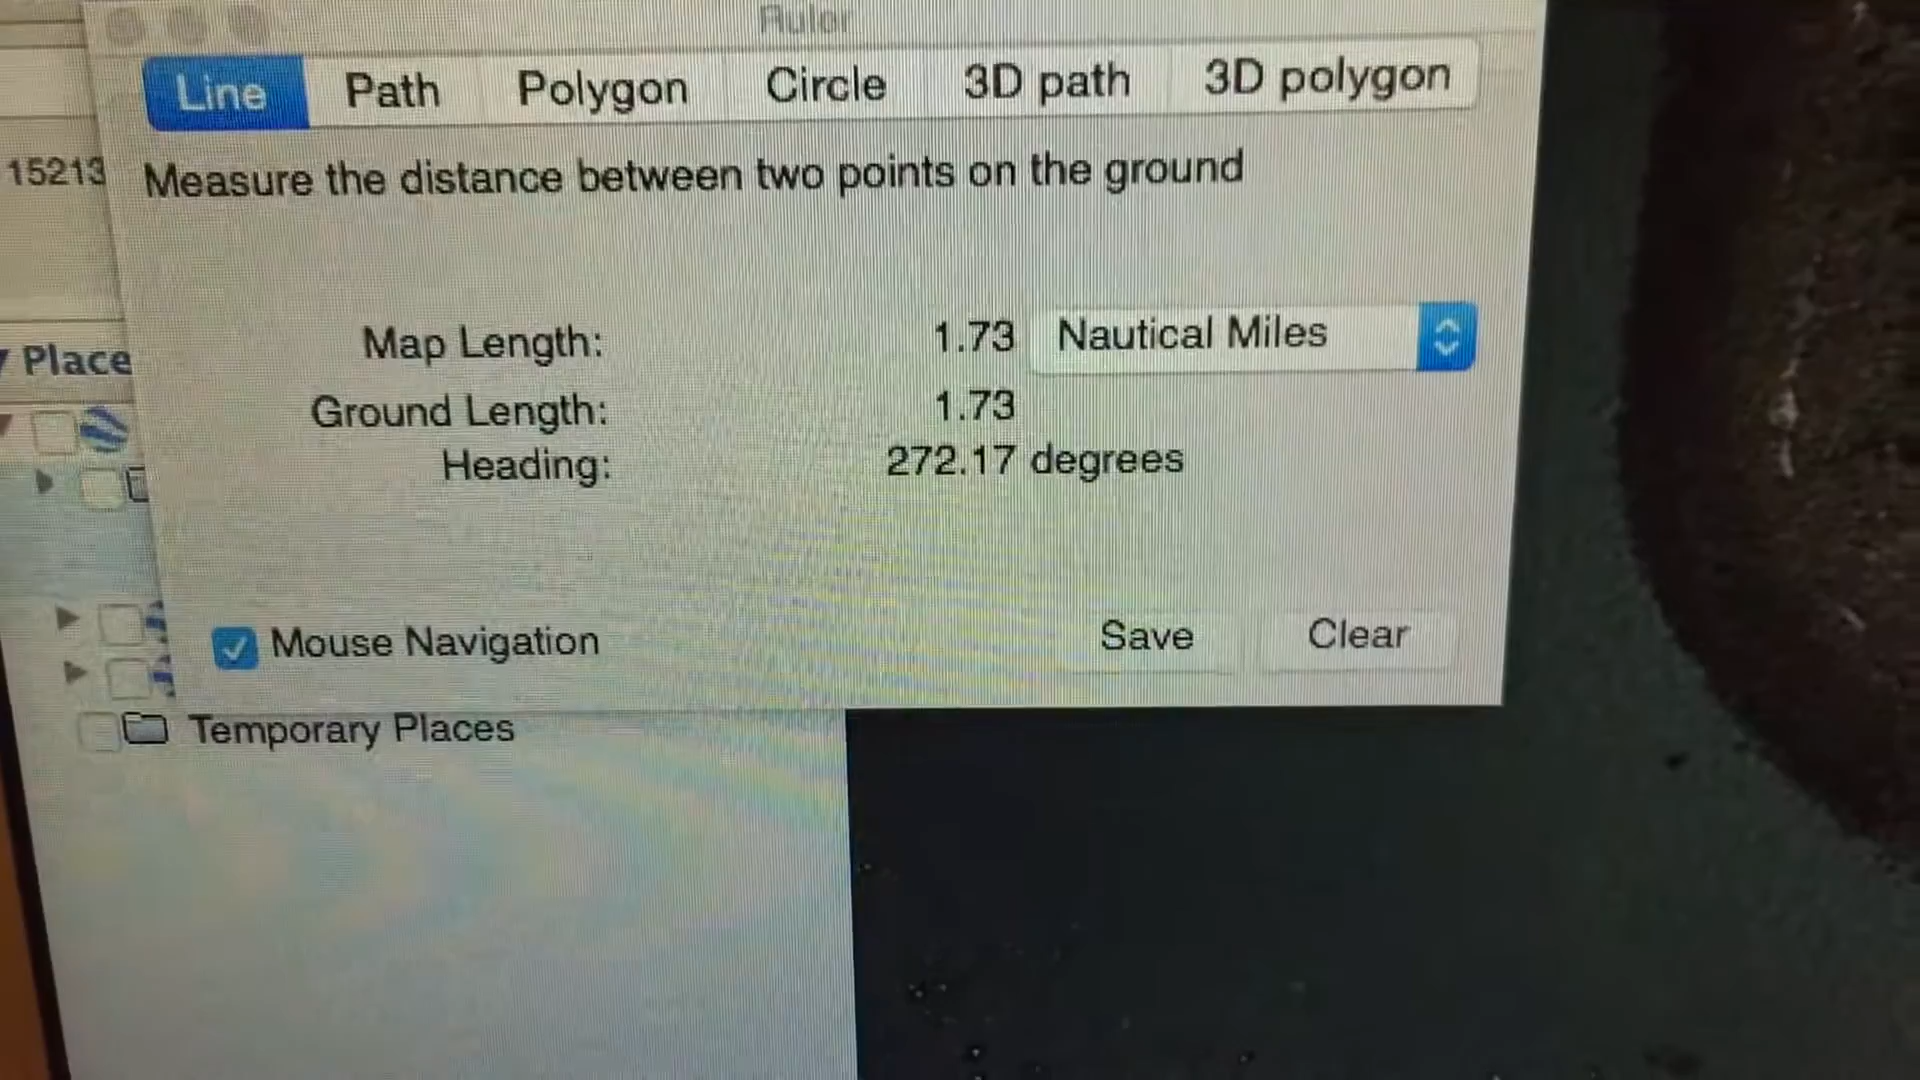 Ruler
Line Path Polygon Circle 3D path 3D polygon
15213
Measure the distance between two points on the ground
Map Length: 1.73 Nautical Miles
Place
Ground Length: 1.73
Heading: 272.17 degrees
Mouse Navigation Save Clear
Temporary Places